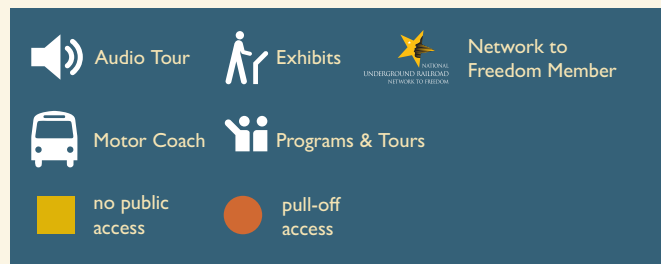 Audio Tour
Exhibits
NATIONAL
UNDERGROUND RAILROAD
NETWORK TO FREEDOM
Network to
Freedom Member
Motor Coach
Programs & Tours
no public
access
pull-off
access